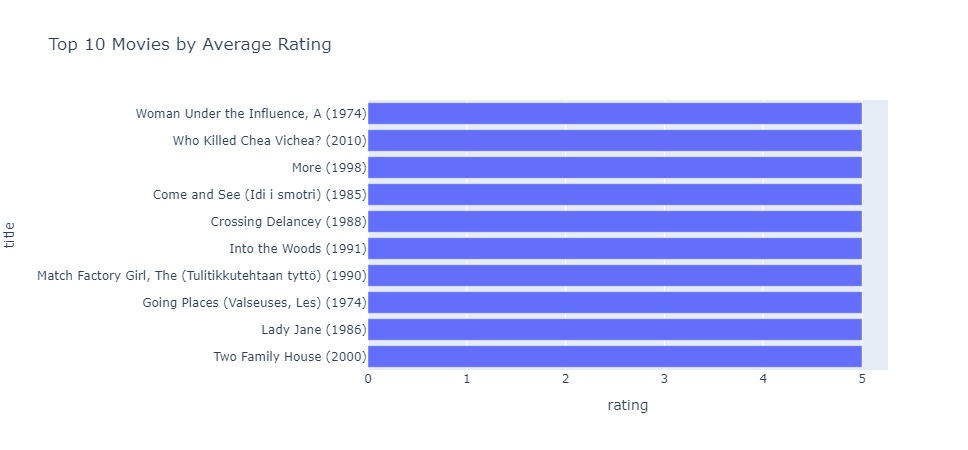 Top 10 Movies by Average Rating
title
Woman Under the Influence, A (1974)
Who Killed Chea Vichea? (2010)
More (1998)
Come and See (Idi i smotri) (1985)
Crossing Delancey (1988)
Into the Woods (1991)
Match Factory Girl, The (Tulitikkutehtaan tyttö) (1990)
Going Places (Valseuses, Les) (1974)
Lady Jane (1986)
Two Family House (2000)
0 1 2 3 4 5
rating